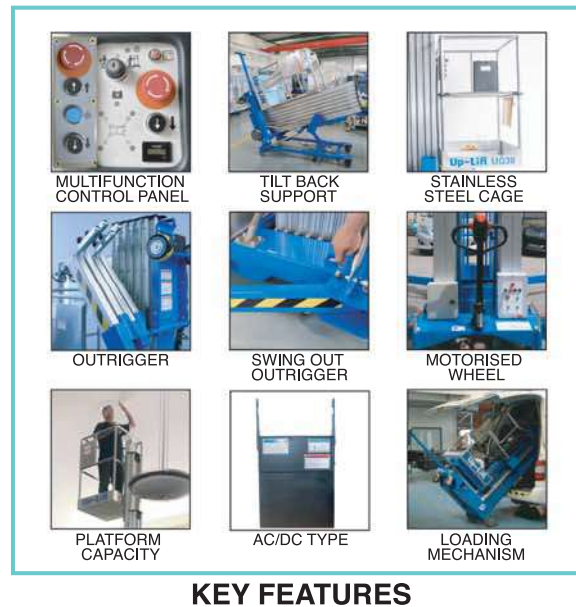 Up-Lift UG38
MULTIFUNCTION
CONTROL PANEL
TILT BACK
SUPPORT
STAINLESS
STEEL CAGE
OUTRIGGER
SWING OUT
OUTRIGGER
MOTORISED
WHEEL
PLATFORM
CAPACITY
AC/DC TYPE
LOADING
MECHANISM
KEY FEATURES